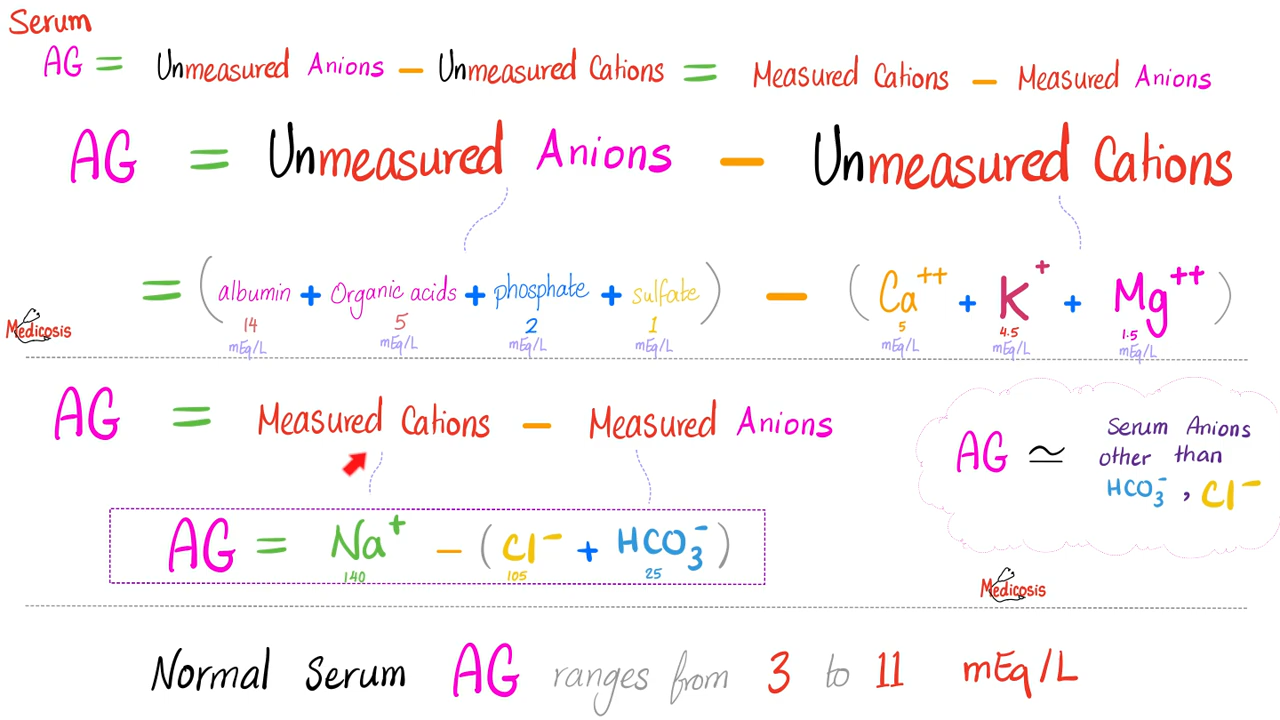 Serum
AG = Unmeasured Anions − Unmeasured Cations = Measured Cations − Measured Anions
AG = Unmeasured Anions − Unmeasured Cations
= (albumin + Organic acids + phosphate + sulfate) − (Ca++ + K+ + Mg++)
14 5 2 1 5 4.5 1.5
mEq/L mEq/L mEq/L mEq/L mEq/L mEq/L mEq/L
Medicosis
AG = Measured Cations − Measured Anions
AG = Na+ − (Cl− + HCO3−)
140 105 25
AG ≃ Serum Anions
other than
HCO3−, Cl−
Medicosis
Normal Serum AG ranges from 3 to 11 mEq/L